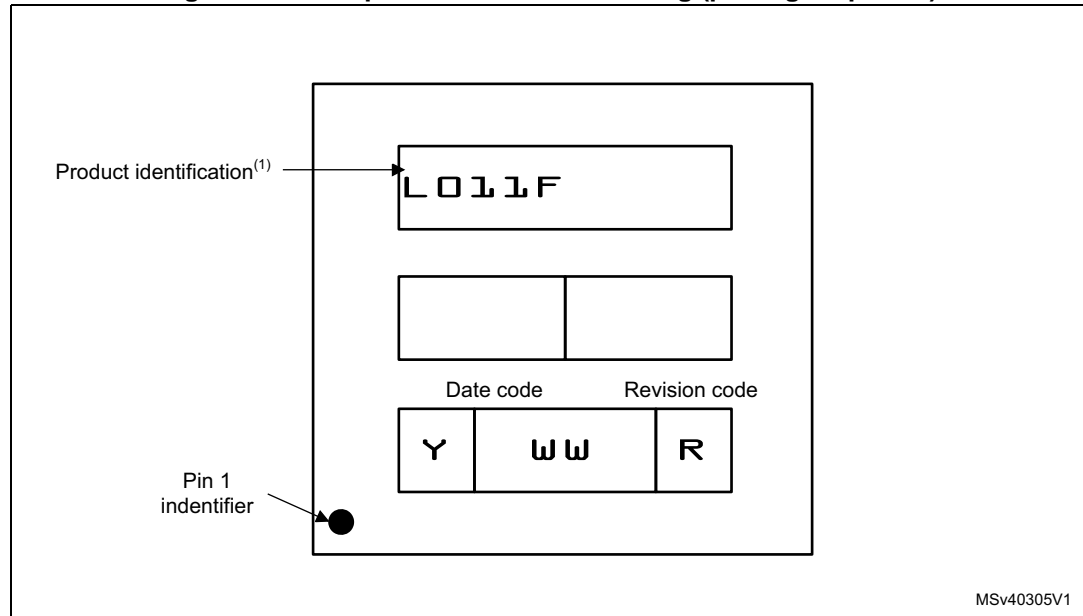 Product identification(1)
L011F
Date code Revision code
Y WW R
Pin 1
indentifier
MSv40305V1